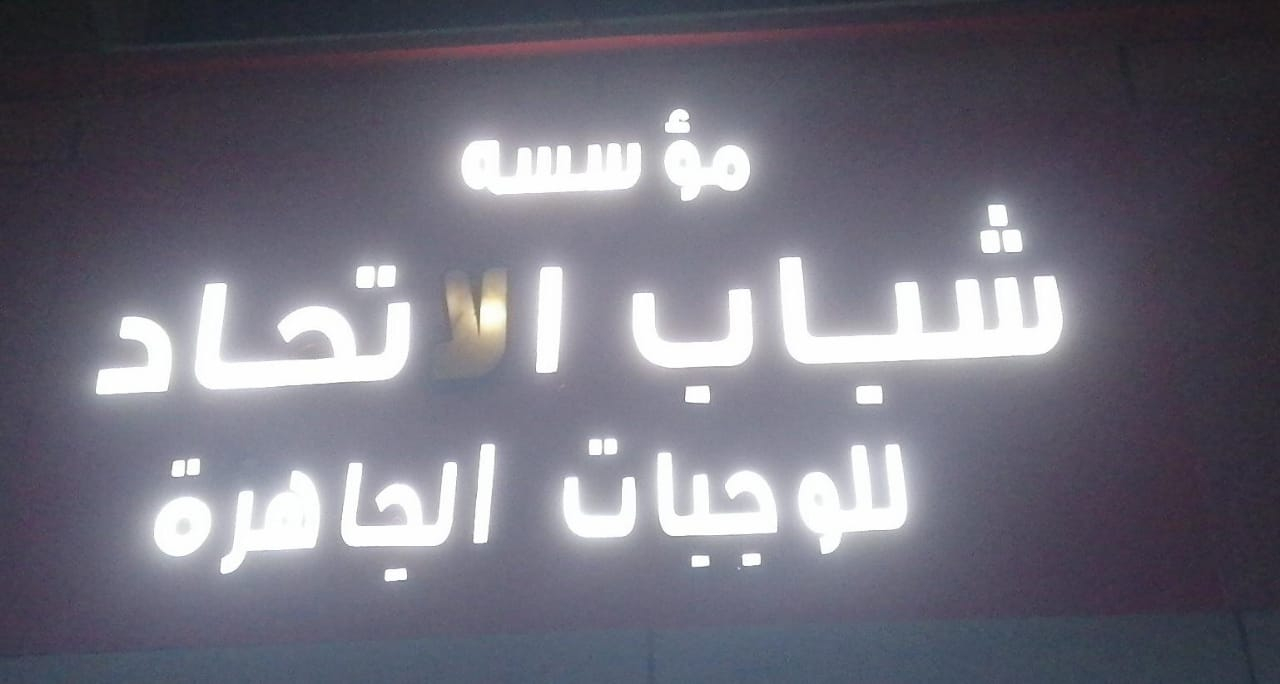 مؤسسه
شباب الاتحاد
للوجبات الجاهرة